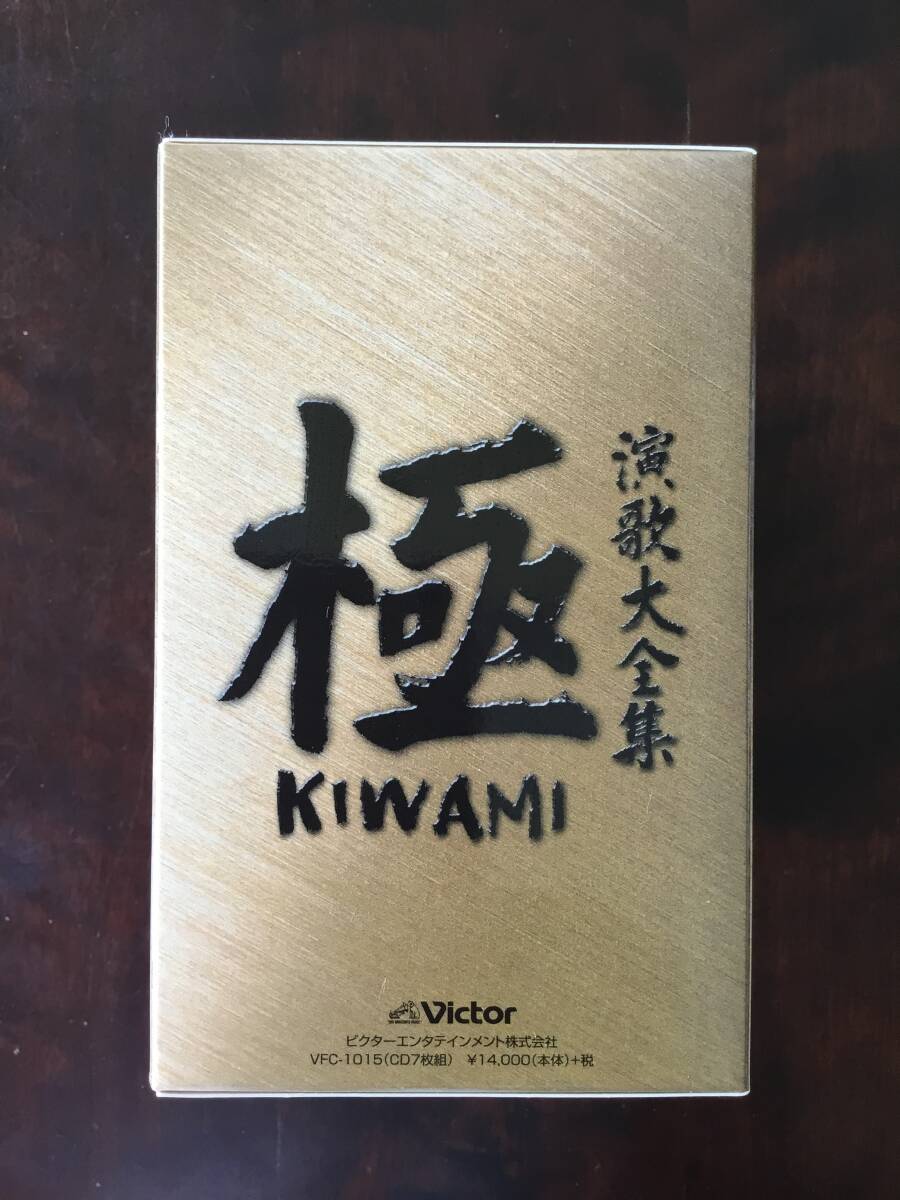 演歌大全集
極
KIWAMI
Victor
ビクターエンタテインメント株式会社
VFC-1015(CD7枚組) ¥14,000(本体)+税